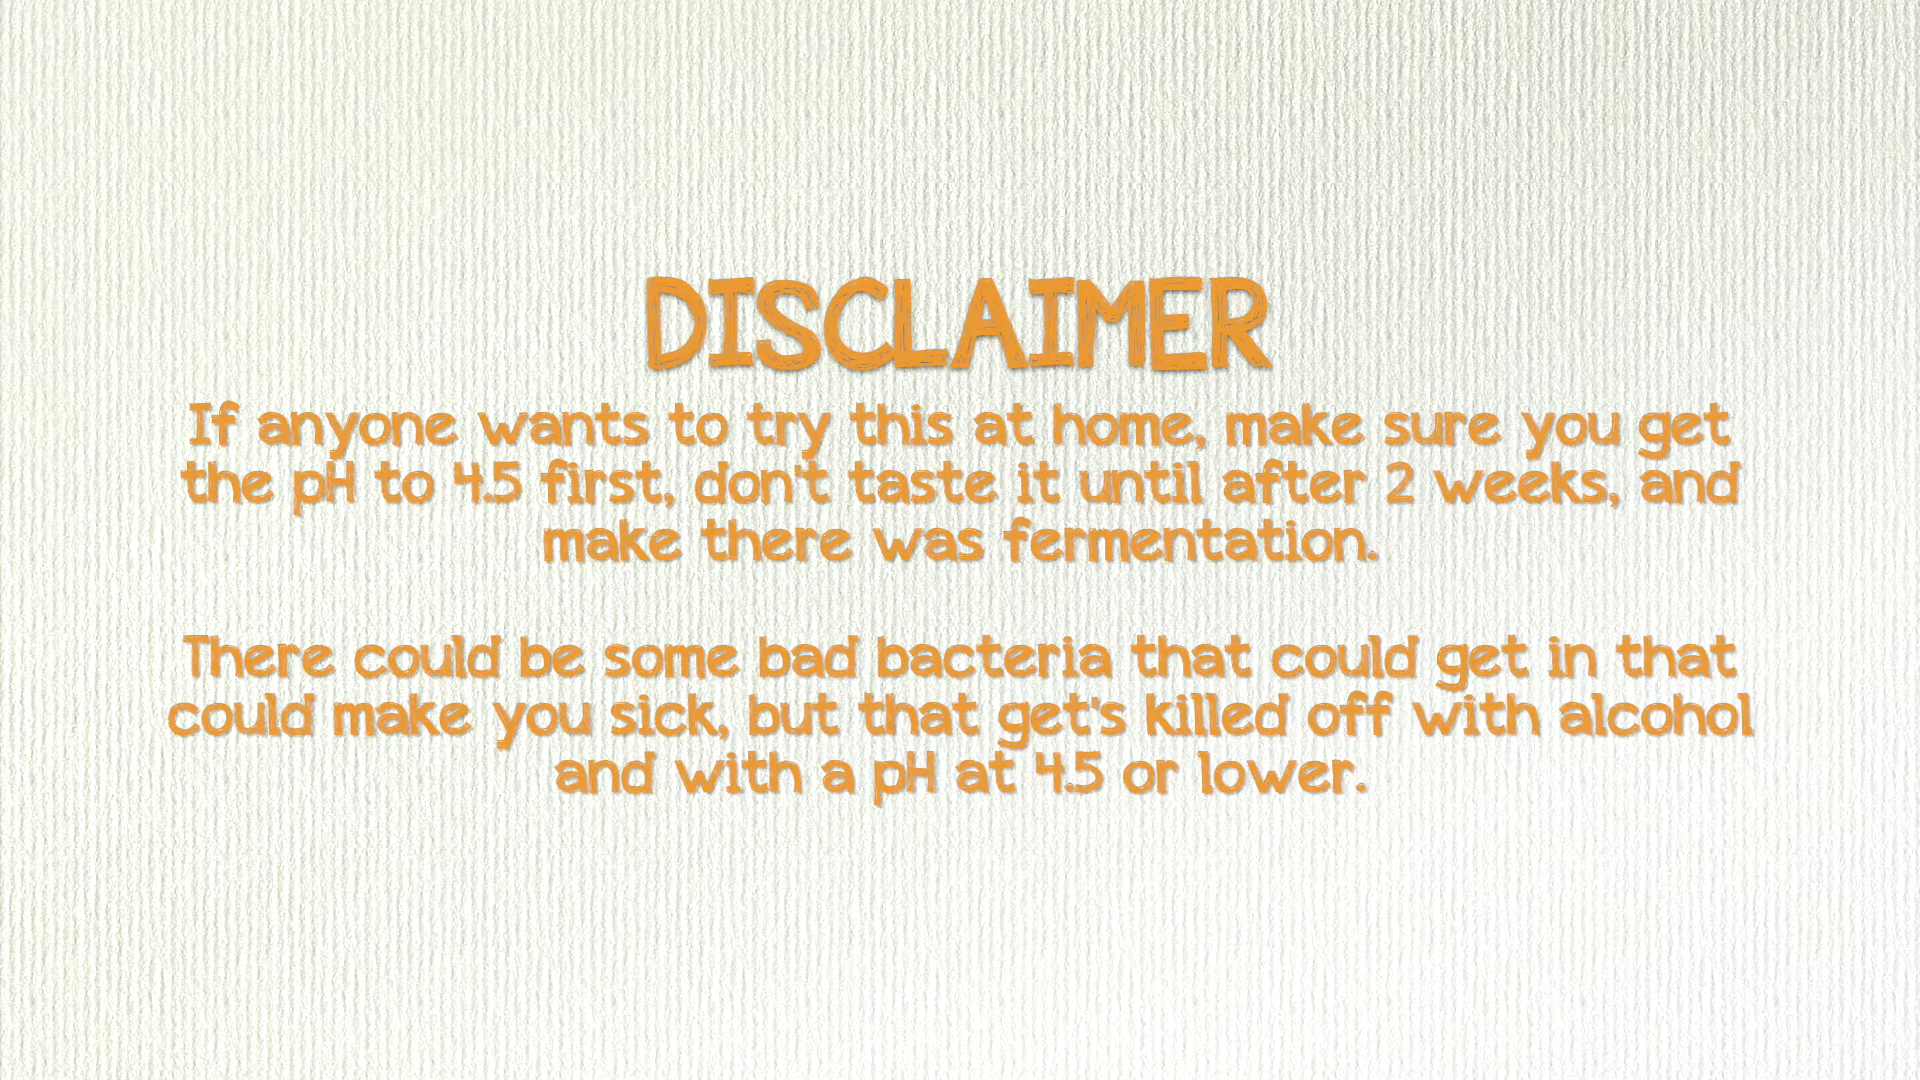 DISCLAIMER
If anyone wants to try this at home, make sure you get
the pH to 4.5 first, don't taste it until after 2 weeks, and
make there was fermentation.
There could be some bad bacteria that could get in that
could make you sick, but that get's killed off with alcohol
and with a pH at 4.5 or lower.